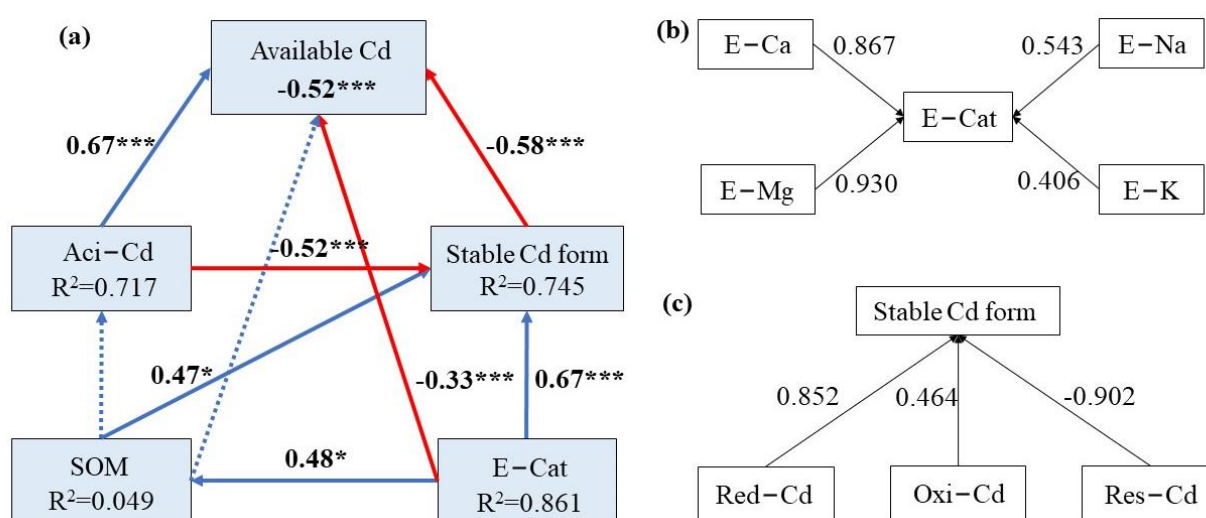 (a)
Available Cd
-0.52***
0.67***
-0.58***
Aci−Cd
R²=0.717
-0.52***
Stable Cd form
R²=0.745
0.47*
-0.33***
0.67***
SOM
R²=0.049
0.48*
E−Cat
R²=0.861
(b)
E−Ca
0.867
0.543
E−Na
E−Cat
E−Mg
0.930
0.406
E−K
(c)
Stable Cd form
0.852
0.464
-0.902
Red−Cd
Oxi−Cd
Res−Cd